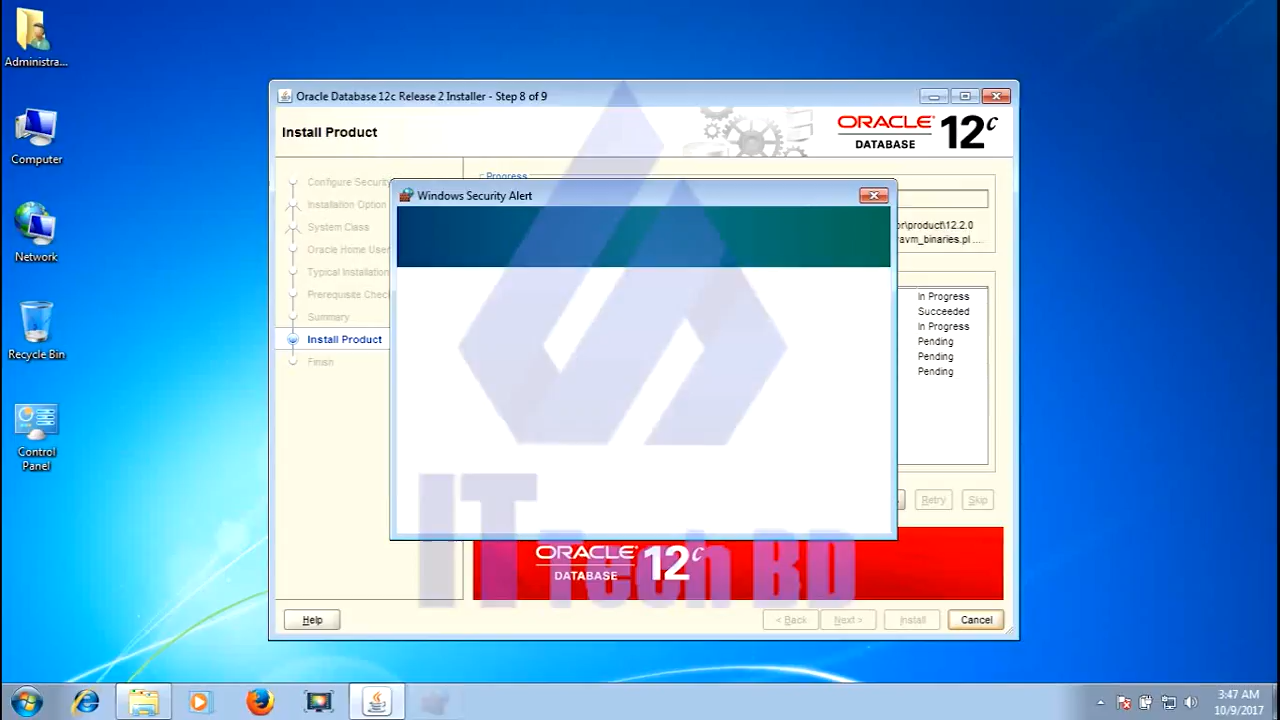 Administra...
Computer
Network
Recycle Bin
Control
Panel
Oracle Database 12c Release 2 Installer - Step 8 of 9
Install Product
ORACLE
DATABASE
12c
Configure Security
Installation Option
System Class
Oracle Home User
Typical Installation
Prerequisite Check
Summary
Install Product
Finish
Progress
Windows Security Alert
or\product\12.2.0
avm_binaries.pl ...
In Progress
Succeeded
In Progress
Pending
Pending
Pending
Retry
Skip
ORACLE
DATABASE
12c
IT Tech BD
Help
< Back
Next >
Install
Cancel
3:47 AM
10/9/2017